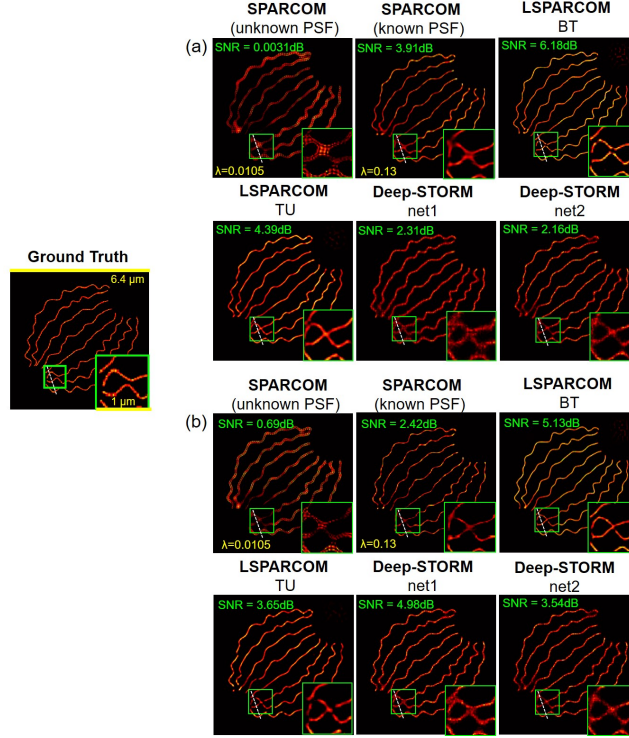 SPARCOM
(unknown PSF)
SPARCOM
(known PSF)
LSPARCOM
BT
(a)
SNR = 0.0031dB
λ=0.0105
SNR = 3.91dB
λ=0.13
SNR = 6.18dB
LSPARCOM
TU
Deep-STORM
net1
Deep-STORM
net2
SNR = 4.39dB
SNR = 2.31dB
SNR = 2.16dB
Ground Truth
6.4 μm
1 μm
SPARCOM
(unknown PSF)
SPARCOM
(known PSF)
LSPARCOM
BT
(b)
SNR = 0.69dB
λ=0.0105
SNR = 2.42dB
λ=0.13
SNR = 5.13dB
LSPARCOM
TU
Deep-STORM
net1
Deep-STORM
net2
SNR = 3.65dB
SNR = 4.98dB
SNR = 3.54dB